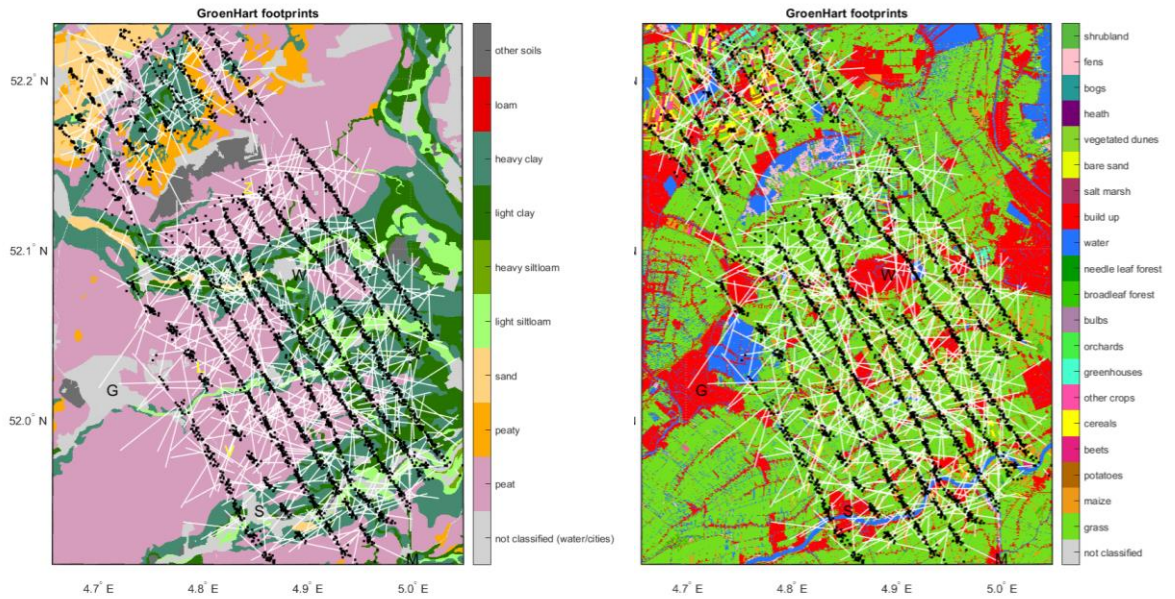 GroenHart footprints
52.2° N
52.1° N
52.0° N
4.7° E
4.8° E
4.9° E
5.0° E
W
G
L
V
S
other soils
loam
heavy clay
light clay
heavy siltloam
light siltloam
sand
peaty
peat
not classified (water/cities)
GroenHart footprints
N
N
N
4.7° E
4.8° E
4.9° E
5.0° E
W
G
S
shrubland
fens
bogs
heath
vegetated dunes
bare sand
salt marsh
build up
water
needle leaf forest
broadleaf forest
bulbs
orchards
greenhouses
other crops
cereals
beets
potatoes
maize
grass
not classified